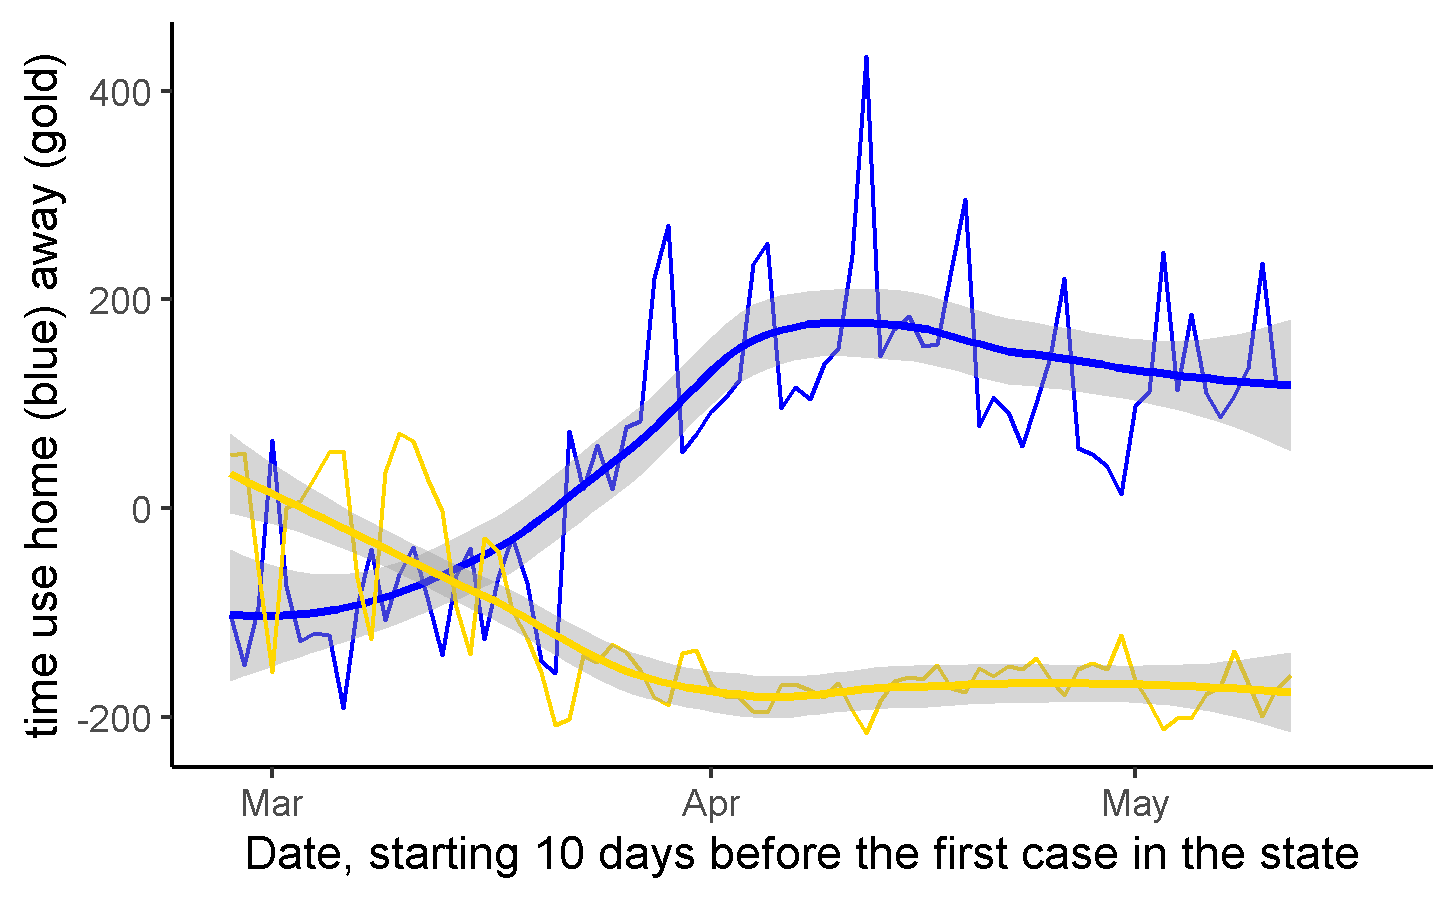 time use home (blue) away (gold)
400
200
0
-200
Mar
Apr
May
Date, starting 10 days before the first case in the state